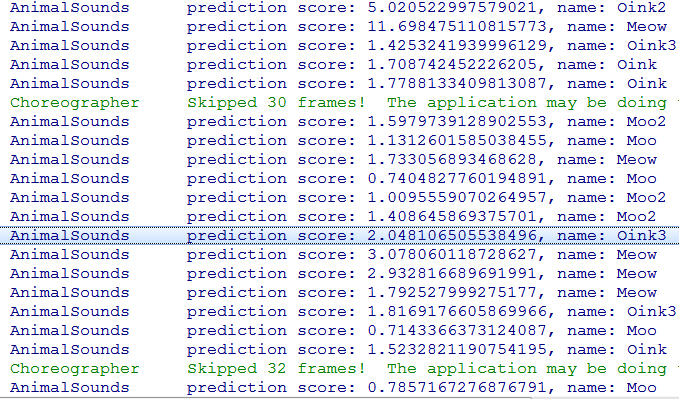 AnimalSounds prediction score: 5.020522997579021, name: Oink2
AnimalSounds prediction score: 11.698475110815773, name: Meow
AnimalSounds prediction score: 1.4253241939996129, name: Oink3
AnimalSounds prediction score: 1.708742452226205, name: Oink
AnimalSounds prediction score: 1.7788133409813087, name: Oink
Choreographer Skipped 30 frames! The application may be doing
AnimalSounds prediction score: 1.5979739128902553, name: Moo2
AnimalSounds prediction score: 1.1312601585038455, name: Moo
AnimalSounds prediction score: 1.733056893468628, name: Meow
AnimalSounds prediction score: 0.7404827760194891, name: Moo
AnimalSounds prediction score: 1.0095559070264957, name: Moo2
AnimalSounds prediction score: 1.408645869375701, name: Moo2
AnimalSounds prediction score: 2.048106505538496, name: Oink3
AnimalSounds prediction score: 3.078060118728627, name: Meow
AnimalSounds prediction score: 2.932816689691991, name: Meow
AnimalSounds prediction score: 1.792527999275177, name: Meow
AnimalSounds prediction score: 1.8169176605869966, name: Oink3
AnimalSounds prediction score: 0.7143366373124087, name: Moo
AnimalSounds prediction score: 1.5232821190754195, name: Oink
Choreographer Skipped 32 frames! The application may be doing
AnimalSounds prediction score: 0.7857167276876791, name: Moo